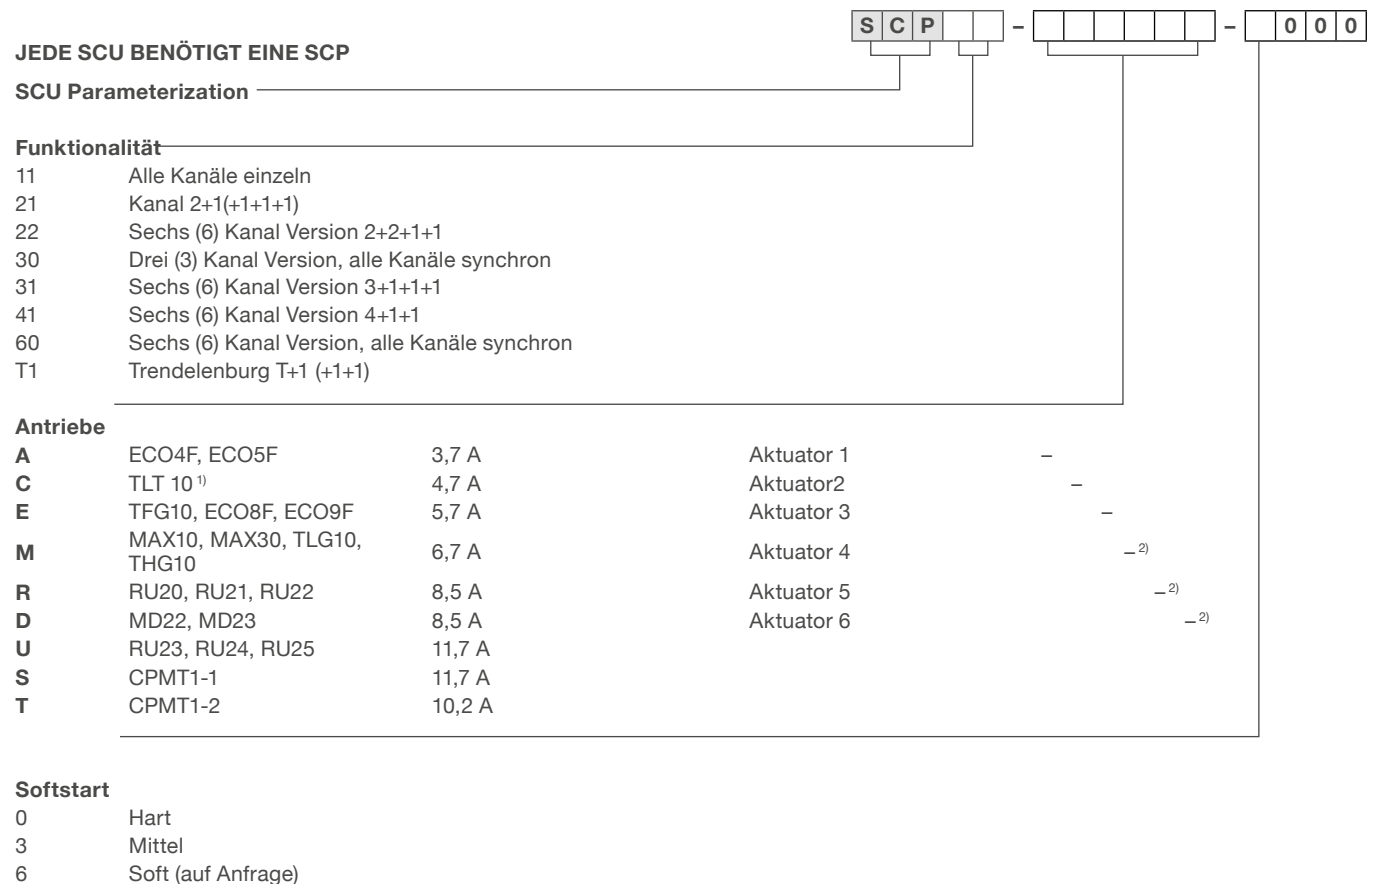 S C P – – 0 0 0
JEDE SCU BENÖTIGT EINE SCP
SCU Parameterization
Funktionalität
11 Alle Kanäle einzeln
21 Kanal 2+1(+1+1+1)
22 Sechs (6) Kanal Version 2+2+1+1
30 Drei (3) Kanal Version, alle Kanäle synchron
31 Sechs (6) Kanal Version 3+1+1+1
41 Sechs (6) Kanal Version 4+1+1
60 Sechs (6) Kanal Version, alle Kanäle synchron
T1 Trendelenburg T+1 (+1+1)
Antriebe
A ECO4F, ECO5F 3,7 A Aktuator 1 –
C TLT 10 1) 4,7 A Aktuator2 –
E TFG10, ECO8F, ECO9F 5,7 A Aktuator 3 –
M MAX10, MAX30, TLG10, THG10 6,7 A Aktuator 4 – 2)
R RU20, RU21, RU22 8,5 A Aktuator 5 – 2)
D MD22, MD23 8,5 A Aktuator 6 – 2)
U RU23, RU24, RU25 11,7 A
S CPMT1-1 11,7 A
T CPMT1-2 10,2 A
Softstart
0 Hart
3 Mittel
6 Soft (auf Anfrage)